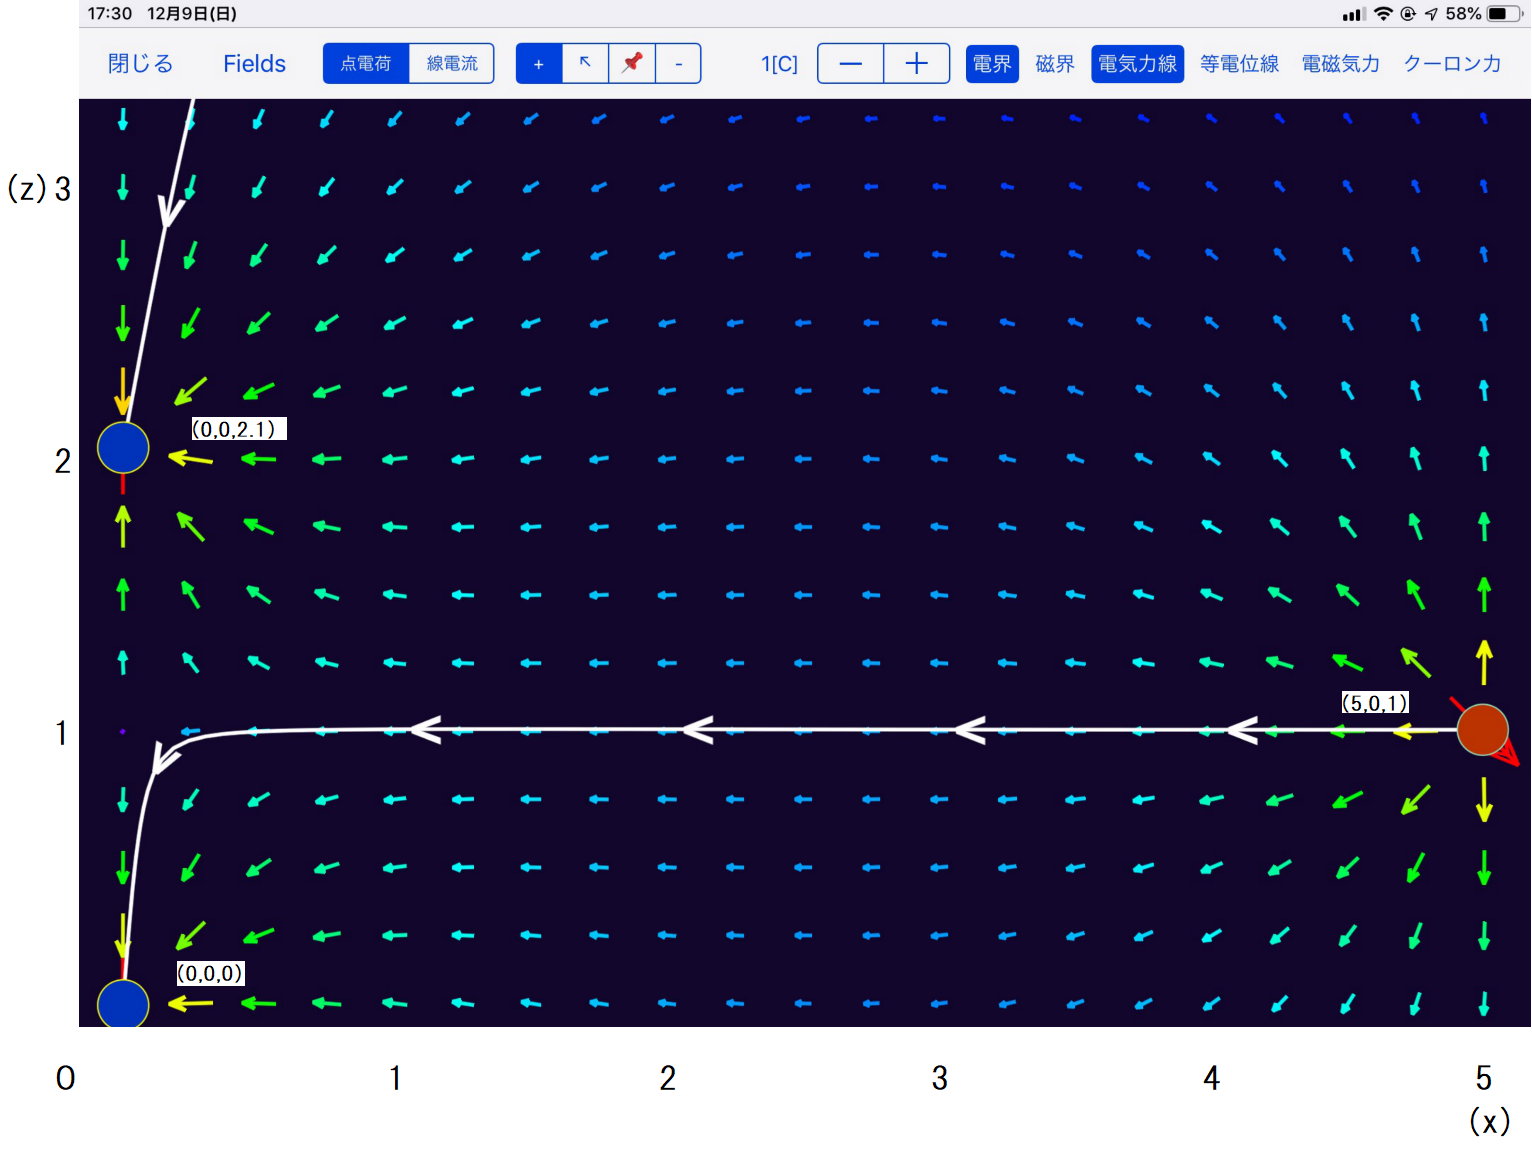 17:30 12月9日(日) 58%
閉じる Fields 点電荷 線電流 + ↖ - 1[C] − + 電界 磁界 電気力線 等電位線 電磁気力 クーロン力
(z) 3
(0,0,2.1)
2
(5,0,1)
1
(0,0,0)
0 1 2 3 4 5
(x)